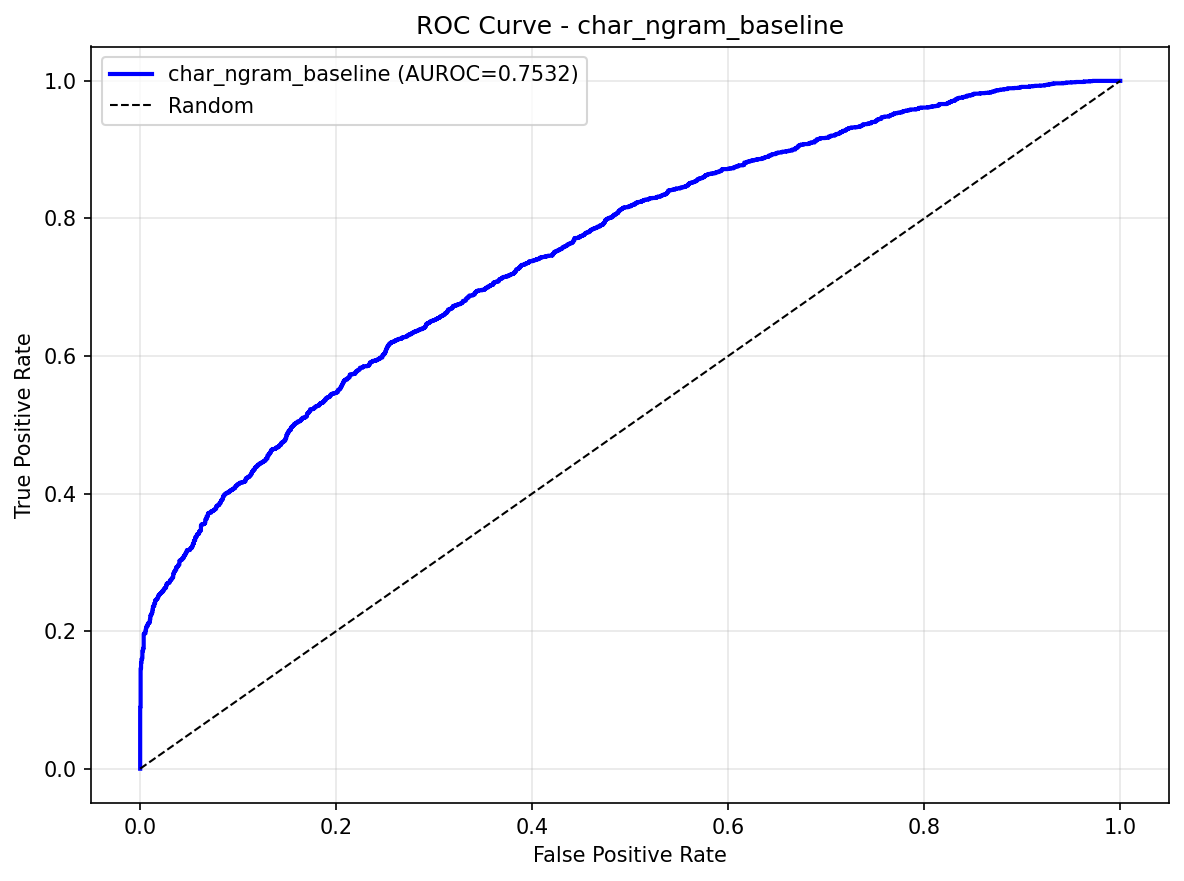 ROC Curve - char_ngram_baseline
char_ngram_baseline (AUROC=0.7532)
Random
True Positive Rate
1.0
0.8
0.6
0.4
0.2
0.0
0.0 0.2 0.4 0.6 0.8 1.0
False Positive Rate